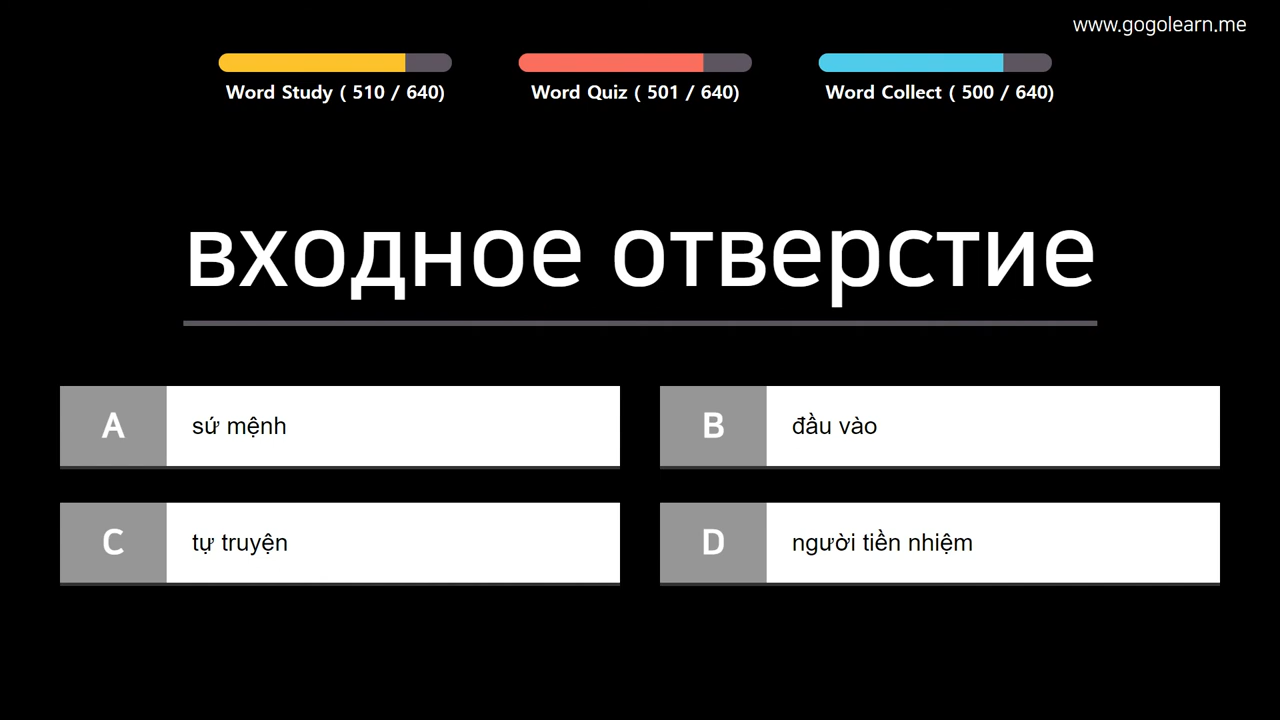 www.gogolearn.me
Word Study ( 510 / 640)
Word Quiz ( 501 / 640)
Word Collect ( 500 / 640)
входное отверстие
A
sứ mệnh
B
đầu vào
C
tự truyện
D
người tiền nhiệm